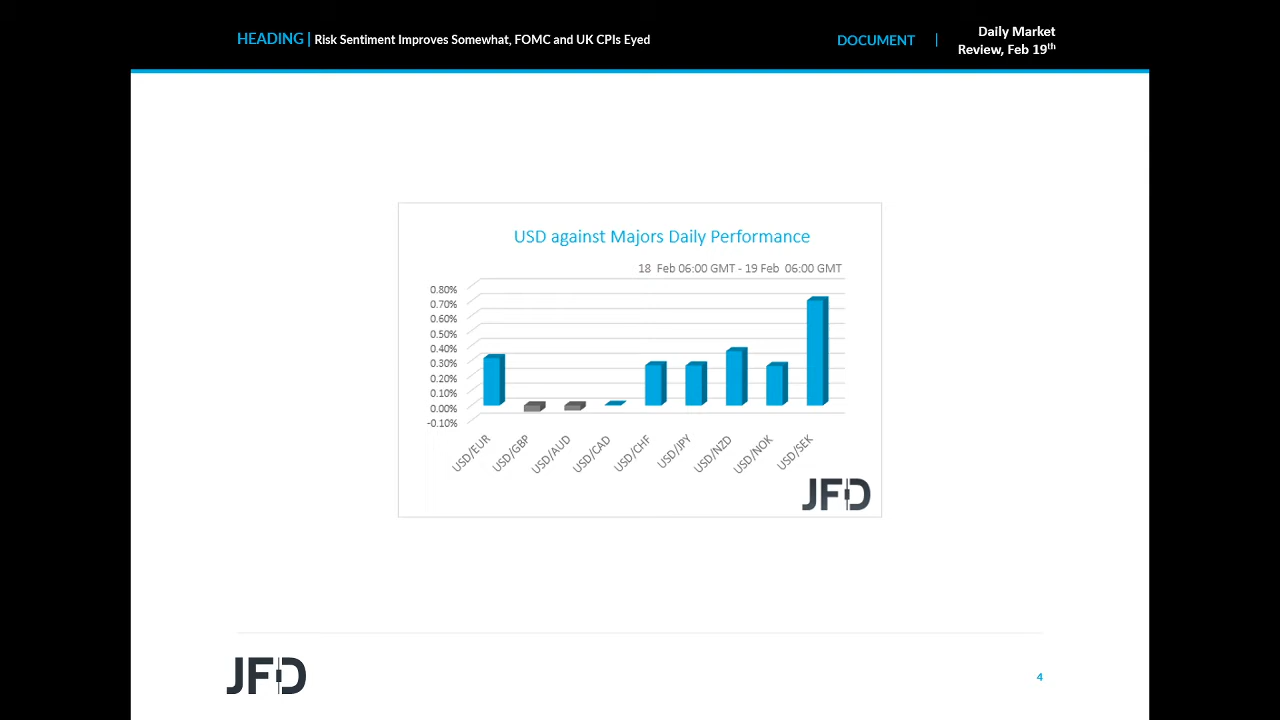 HEADING | Risk Sentiment Improves Somewhat, FOMC and UK CPIs Eyed
DOCUMENT |
Daily Market
Review, Feb 19th
USD against Majors Daily Performance
18 Feb 06:00 GMT - 19 Feb 06:00 GMT
0.80%
0.70%
0.60%
0.50%
0.40%
0.30%
0.20%
0.10%
0.00%
-0.10%
USD/EUR
USD/GBP
USD/AUD
USD/CAD
USD/CHF
USD/JPY
USD/NZD
USD/NOK
USD/SEK
JFD
JFD
4